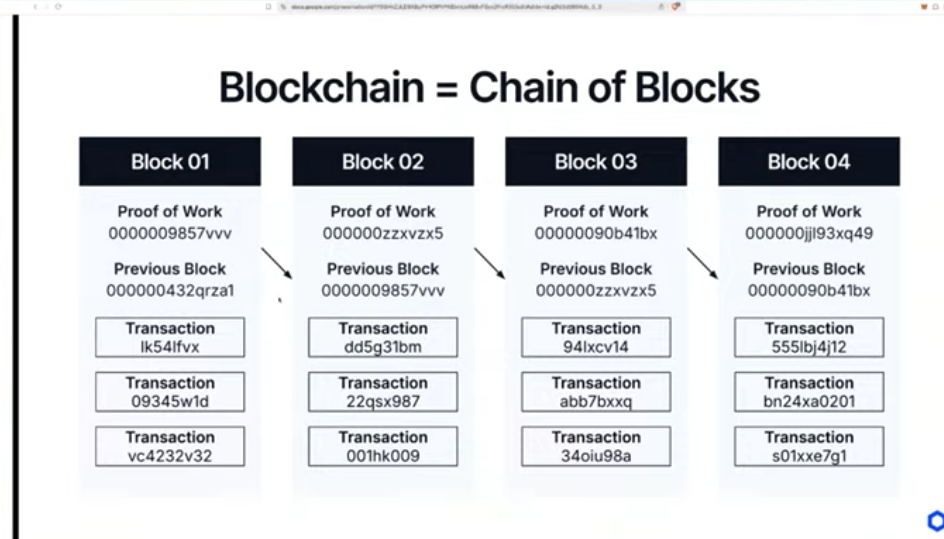 Blockchain = Chain of Blocks
Block 01
Proof of Work
0000009857vvv
Previous Block
000000432qrza1
Transaction
lk54lfvx
Transaction
09345w1d
Transaction
vc4232v32
Block 02
Proof of Work
000000zzxvzx5
Previous Block
0000009857vvv
Transaction
dd5g31bm
Transaction
22qsx987
Transaction
001hk009
Block 03
Proof of Work
00000090b41bx
Previous Block
000000zzxvzx5
Transaction
94lxcv14
Transaction
abb7bxxq
Transaction
34oiu98a
Block 04
Proof of Work
000000jjl93xq49
Previous Block
00000090b41bx
Transaction
555lbj4j12
Transaction
bn24xa0201
Transaction
s01xxe7g1